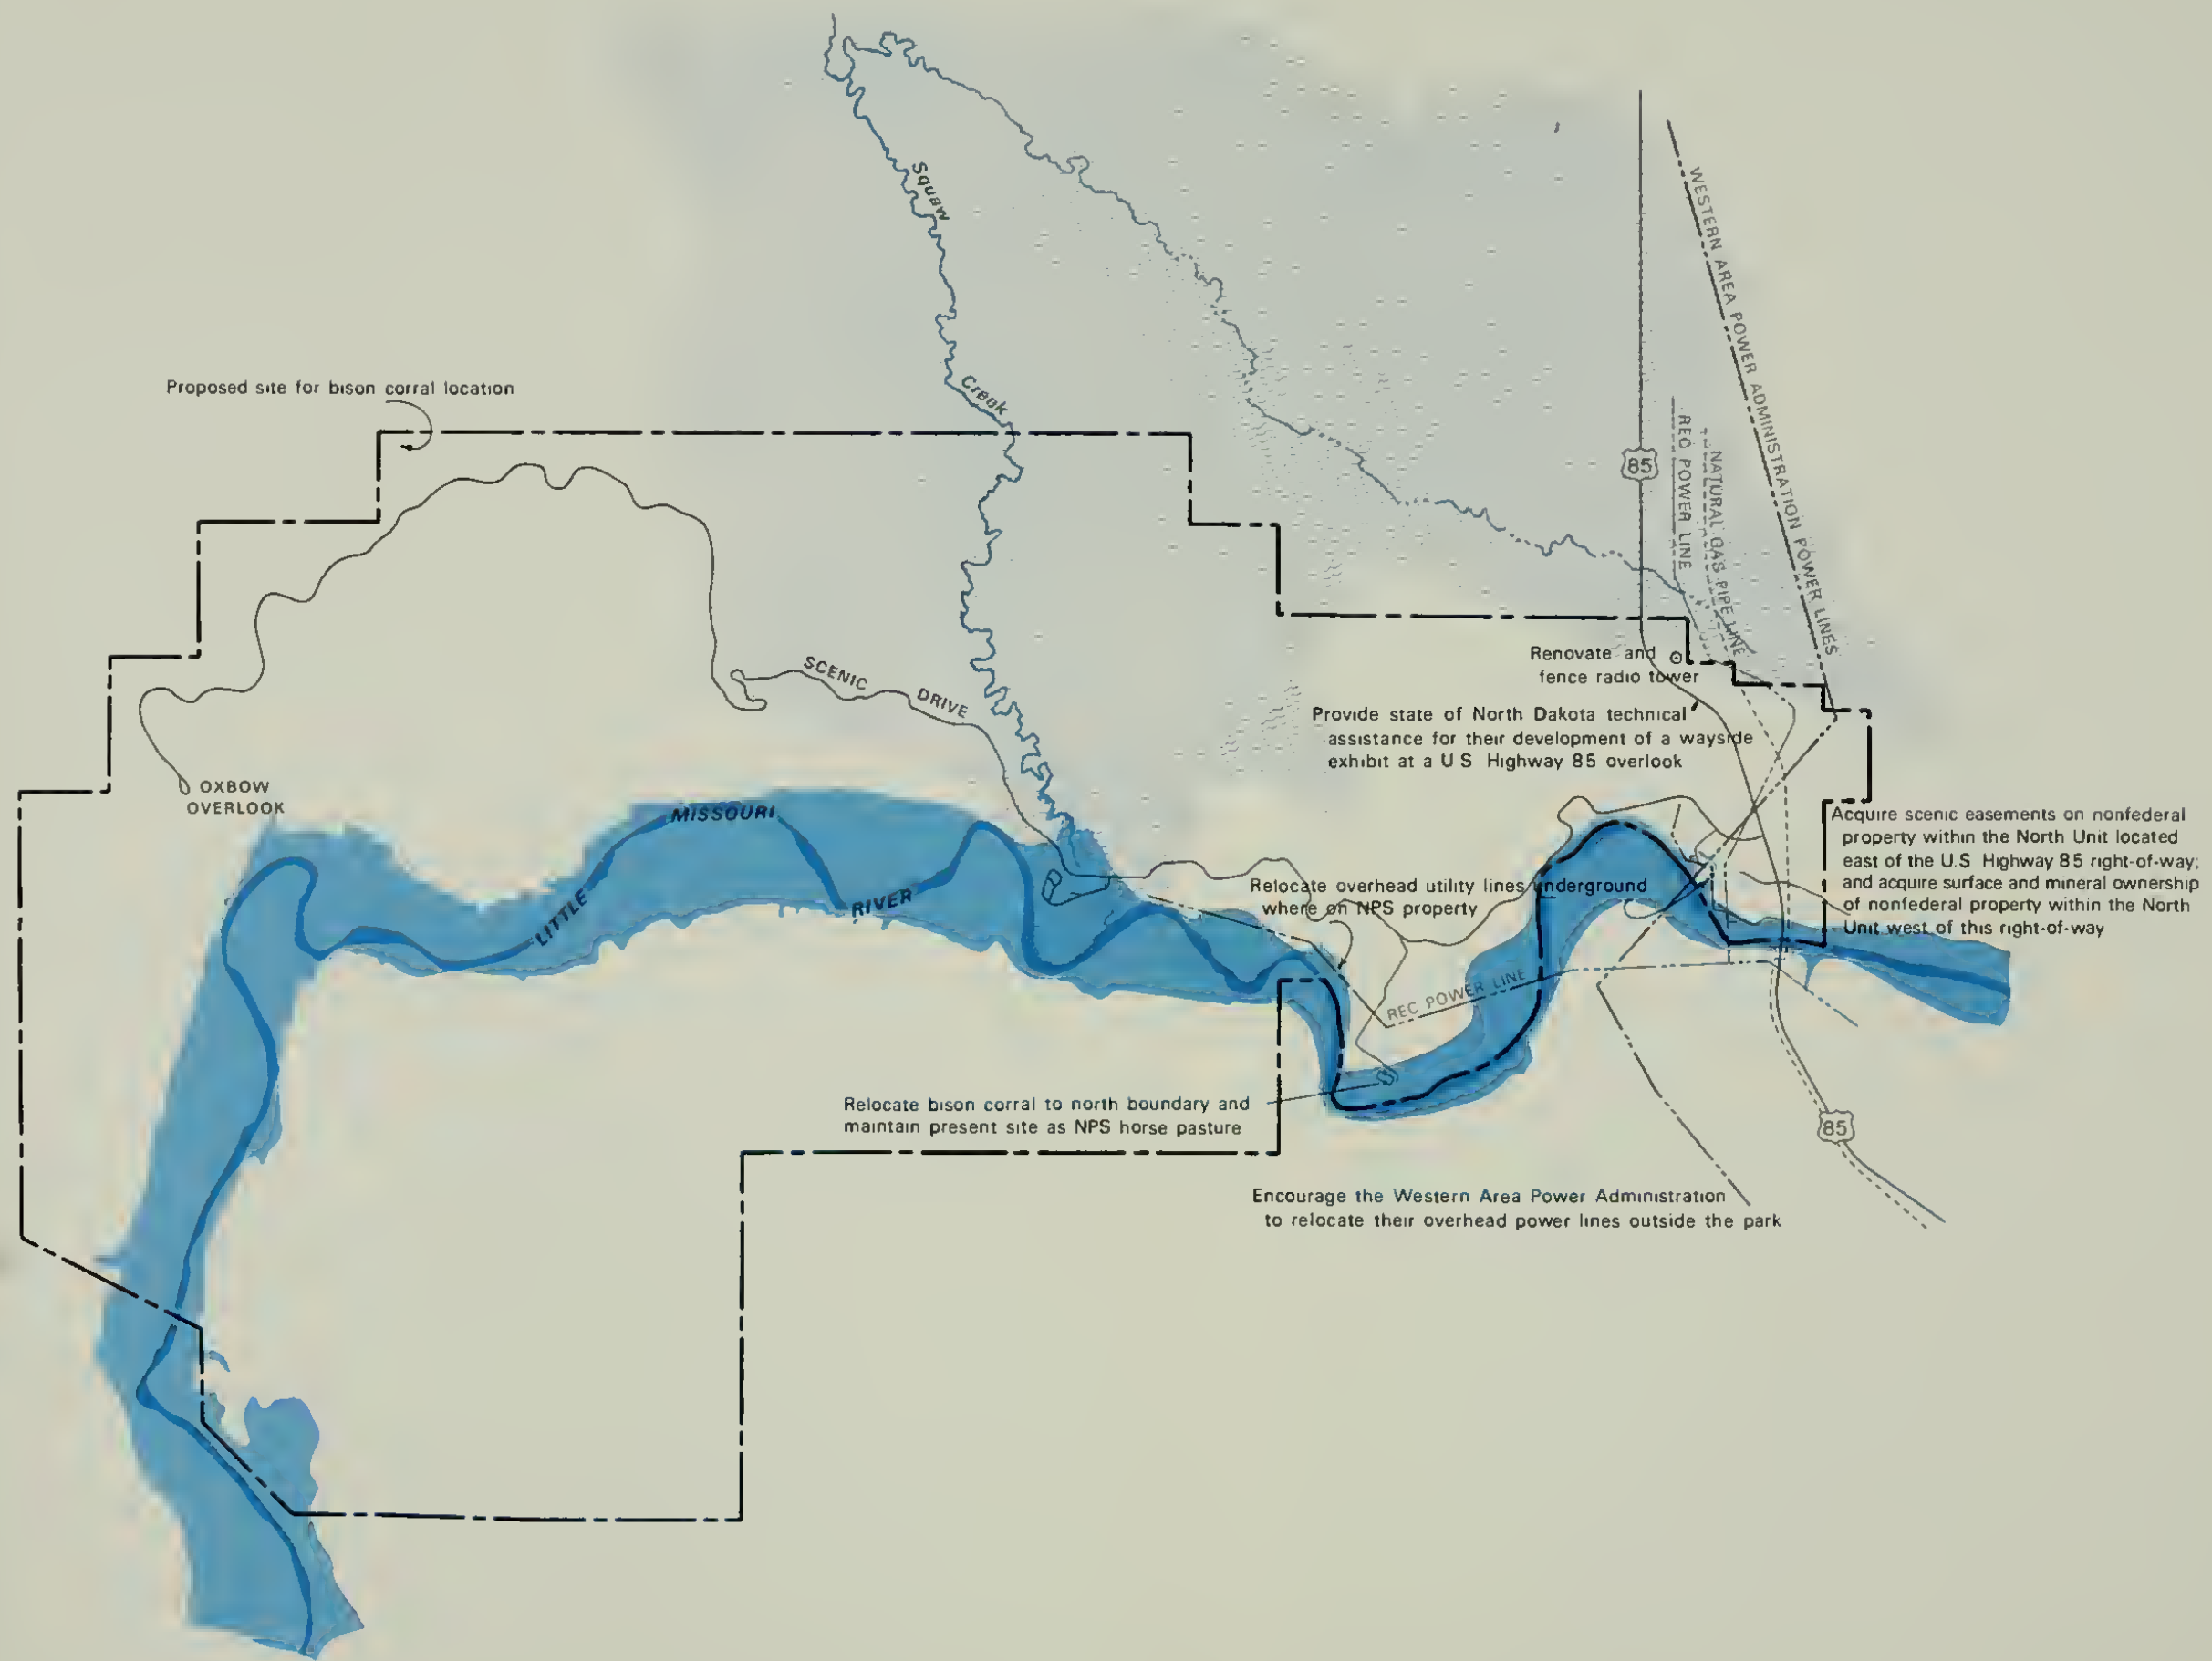 Squaw
Creek
WESTERN AREA POWER ADMINISTRATION POWER LINES
Proposed site for bison corral location
85
REC POWER LINE
NATURAL GAS PIPE LINE
SCENIC DRIVE
Renovate and
fence radio tower
Provide state of North Dakota technical
assistance for their development of a wayside
exhibit at a U S Highway 85 overlook
OXBOW
OVERLOOK
LITTLE MISSOURI RIVER
Acquire scenic easements on nonfederal
property within the North Unit located
east of the U.S Highway 85 right-of-way;
and acquire surface and mineral ownership
of nonfederal property within the North
Unit west of this right-of-way
Relocate overhead utility lines underground
where on NPS property
REC POWER LINE
Relocate bison corral to north boundary and
maintain present site as NPS horse pasture
85
Encourage the Western Area Power Administration
to relocate their overhead power lines outside the park